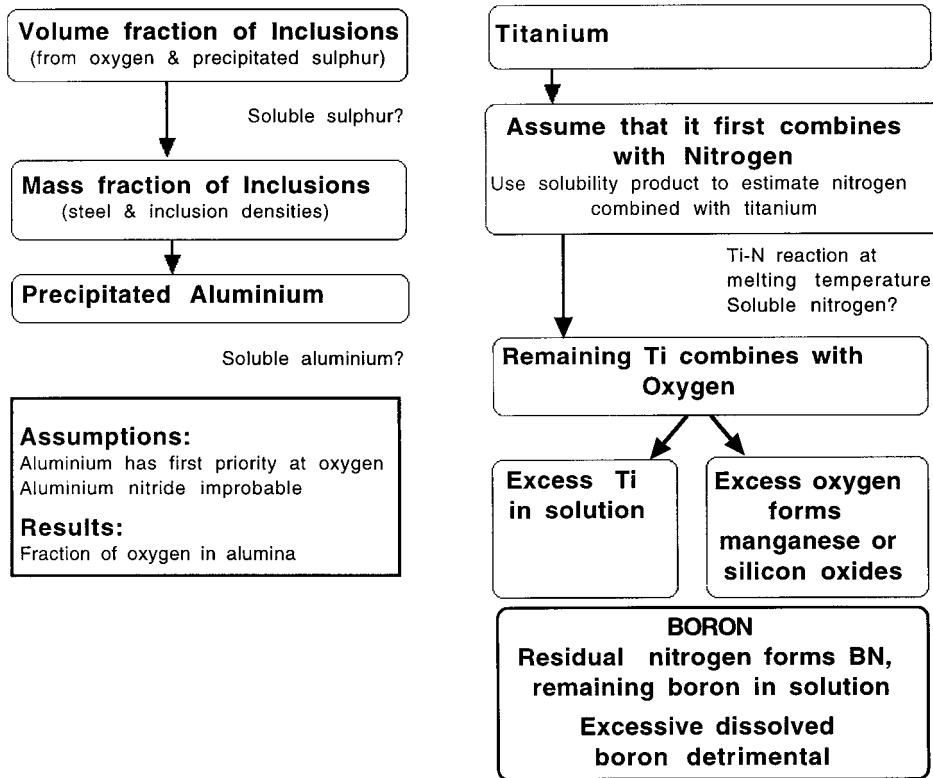 Volume fraction of Inclusions
(from oxygen & precipitated sulphur)
Soluble sulphur?
Mass fraction of Inclusions
(steel & inclusion densities)
Precipitated Aluminium
Soluble aluminium?
Assumptions:
Aluminium has first priority at oxygen
Aluminium nitride improbable
Results:
Fraction of oxygen in alumina
Titanium
Assume that it first combines
with Nitrogen
Use solubility product to estimate nitrogen
combined with titanium
Ti-N reaction at
melting temperature
Soluble nitrogen?
Remaining Ti combines with
Oxygen
Excess Ti
in solution
Excess oxygen
forms
manganese or
silicon oxides
BORON
Residual nitrogen forms BN,
remaining boron in solution
Excessive dissolved
boron detrimental